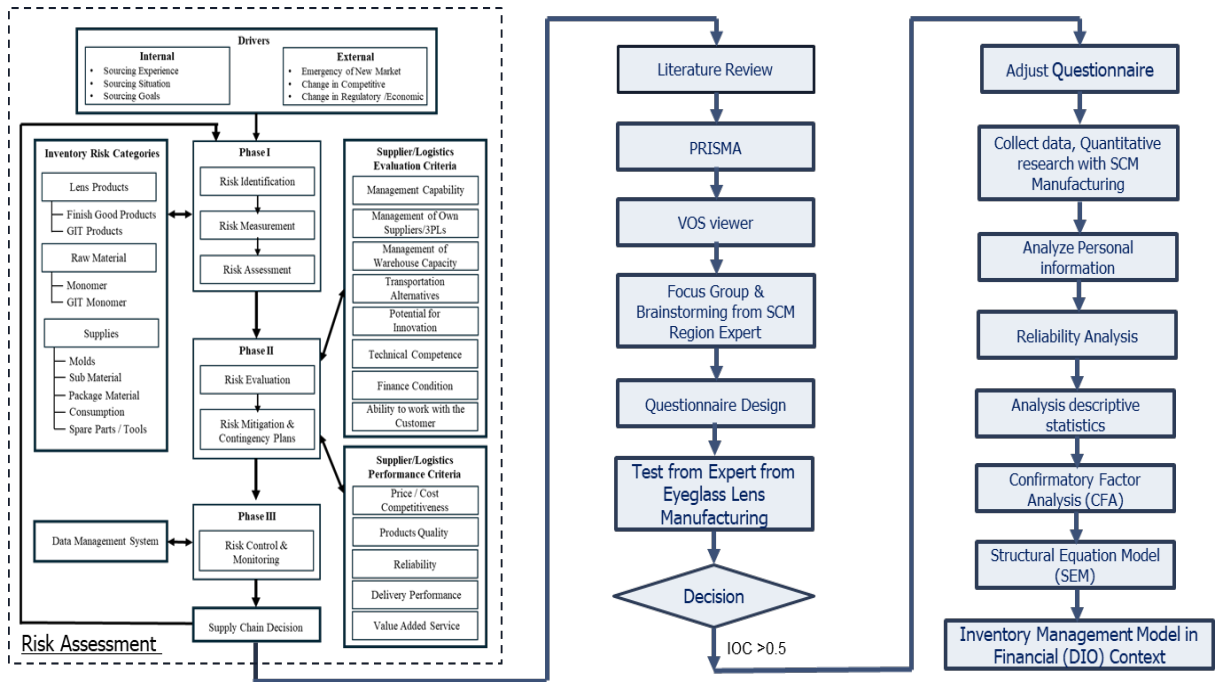 Drivers
Internal
• Sourcing Experience
• Sourcing Situation
• Sourcing Goals
External
• Emergency of New Market
• Change in Competitive
• Change in Regulatory /Economic
Inventory Risk Categories
Lens Products
Finish Good Products
GIT Products
Raw Material
Monomer
GIT Monomer
Supplies
Molds
Sub Material
Package Material
Consumption
Spare Parts / Tools
Data Management System
Phase I
Risk Identification
Risk Measurement
Risk Assessment
Phase II
Risk Evaluation
Risk Mitigation &
Contingency Plans
Phase III
Risk Control &
Monitoring
Supply Chain Decision
Supplier/Logistics
Evaluation Criteria
Management Capability
Management of Own
Suppliers/3PLs
Management of
Warehouse Capacity
Transportation
Alternatives
Potential for
Innovation
Technical Competence
Finance Condition
Ability to work with the
Customer
Supplier/Logistics
Performance Criteria
Price / Cost
Competitiveness
Products Quality
Reliability
Delivery Performance
Value Added Service
Risk Assessment
Literature Review
PRISMA
VOS viewer
Focus Group &
Brainstorming from SCM
Region Expert
Questionnaire Design
Test from Expert from
Eyeglass Lens
Manufacturing
Decision
IOC >0.5
Adjust Questionnaire
Collect data, Quantitative
research with SCM
Manufacturing
Analyze Personal
information
Reliability Analysis
Analysis descriptive
statistics
Confirmatory Factor
Analysis (CFA)
Structural Equation Model
(SEM)
Inventory Management Model in
Financial (DIO) Context